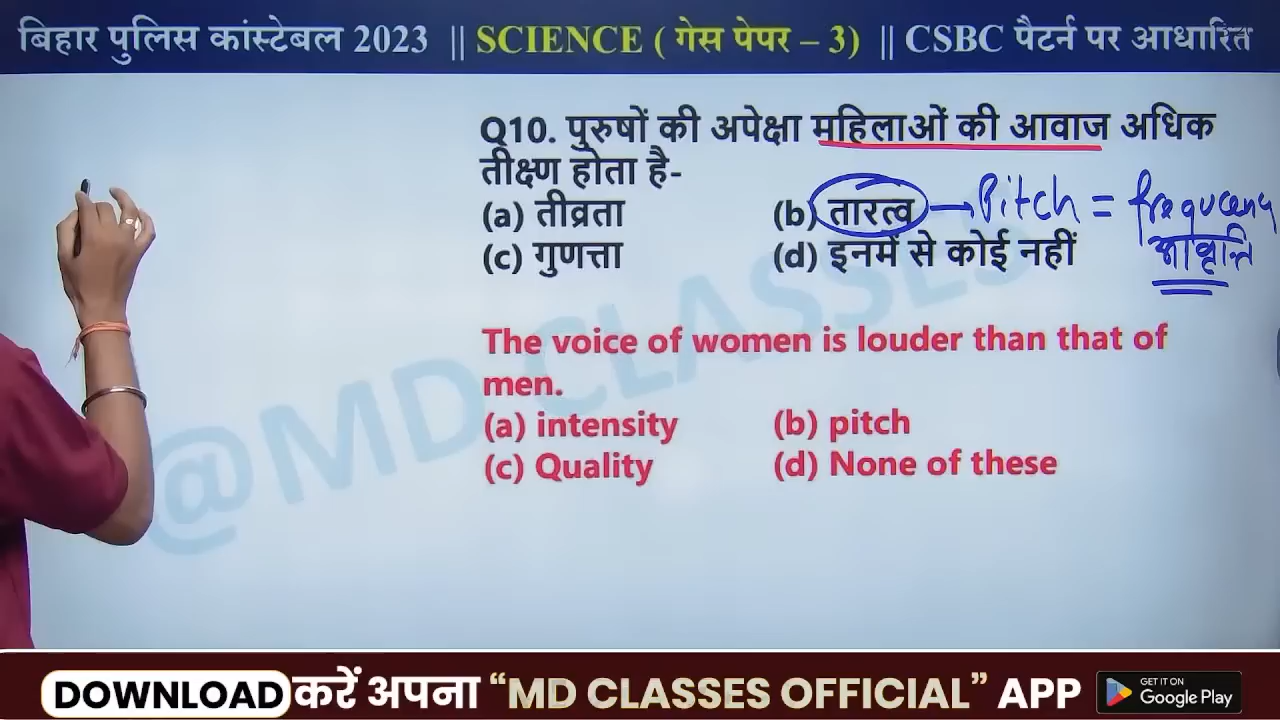 बिहार पुलिस कांस्टेबल 2023 || SCIENCE ( गेस पेपर – 3) || CSBC पैटर्न पर आधारित
Q10. पुरुषों की अपेक्षा महिलाओं की आवाज अधिक
तीक्ष्ण होता है-
(a) तीव्रता (b) तारत्व → Pitch = frequcency
आवृत्ति
(c) गुणत्ता (d) इनमें से कोई नहीं
The voice of women is louder than that of
men.
(a) intensity (b) pitch
(c) Quality (d) None of these
@MD CLASSES
DOWNLOAD करें अपना “MD CLASSES OFFICIAL” APP
GET IT ON
Google Play